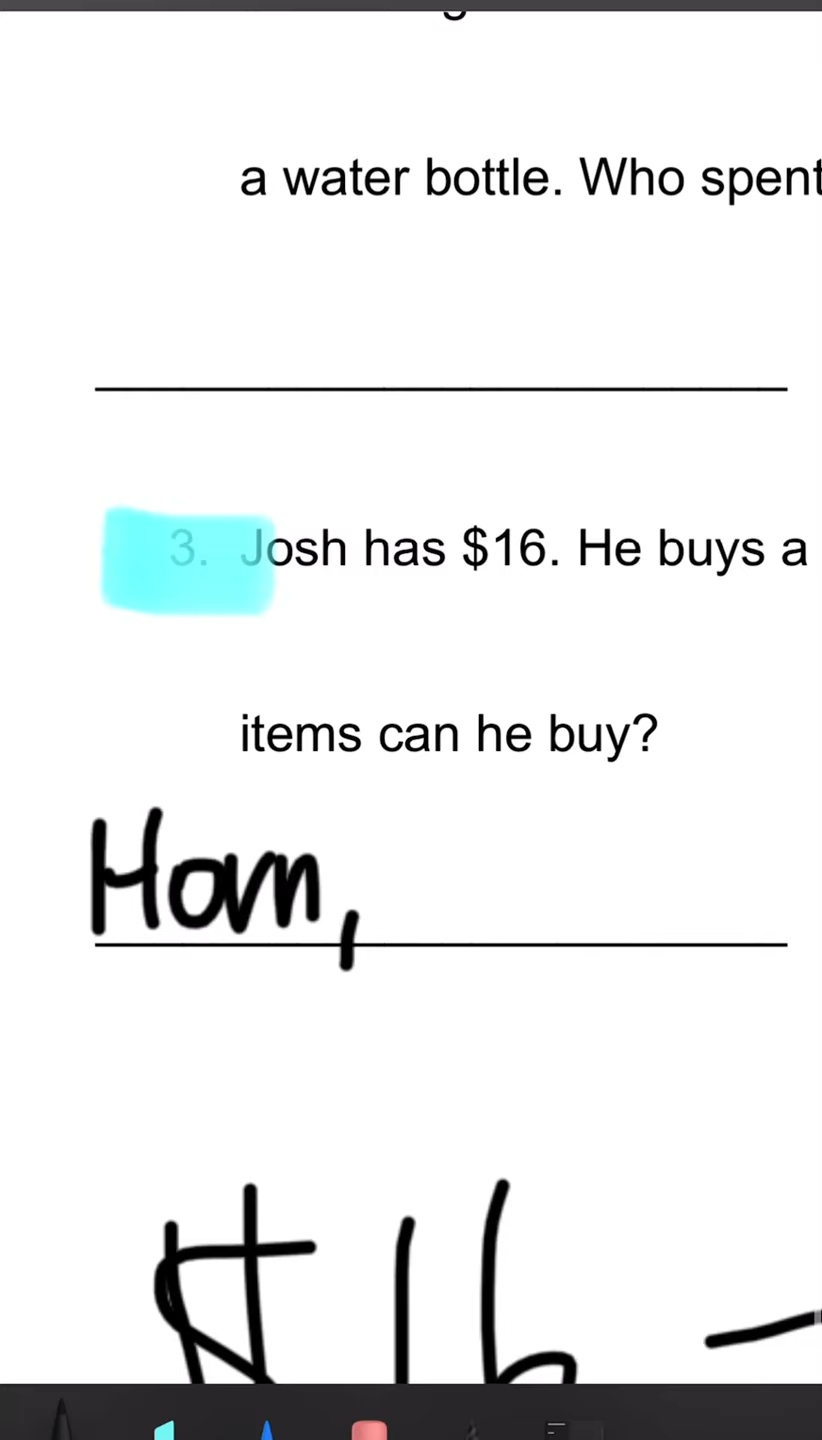 a water bottle. Who spent
3. Josh has $16. He buys a
items can he buy?
Horn,
$16 -